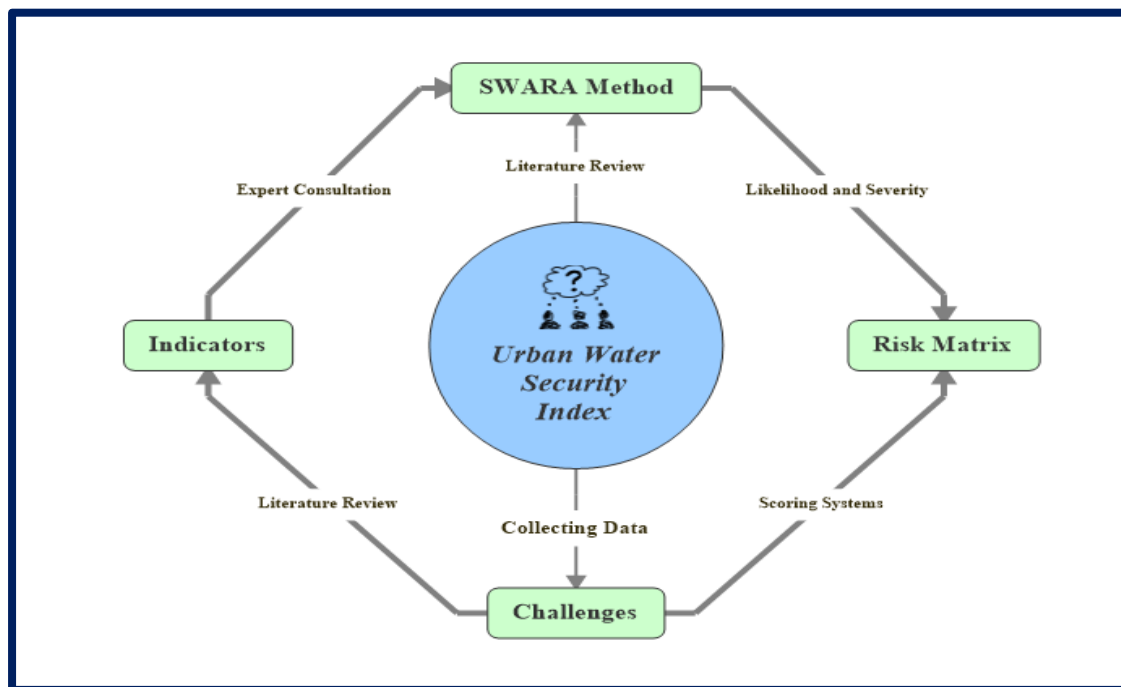 SWARA Method
Literature Review
Expert Consultation
Likelihood and Severity
?
Urban Water
Security
Index
Indicators
Risk Matrix
Literature Review
Scoring Systems
Collecting Data
Challenges